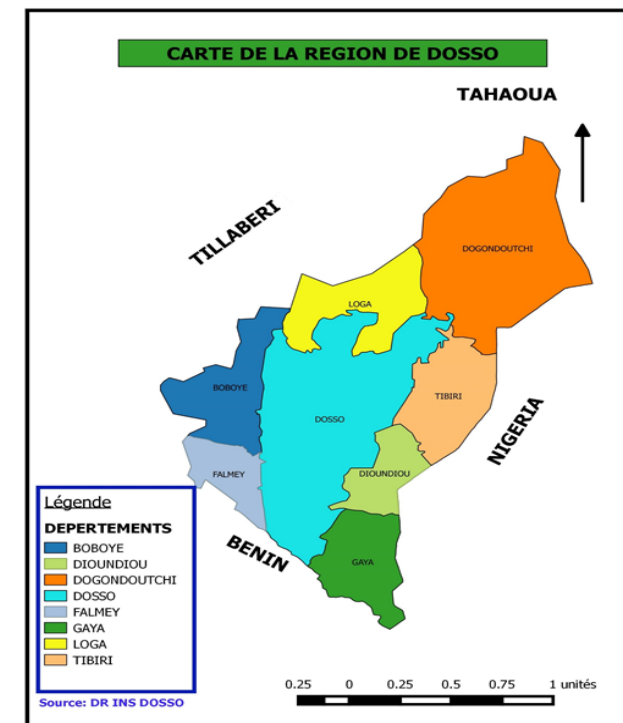 CARTE DE LA REGION DE DOSSO
TAHAOUA
TILLABERI
DOGONDOUTCHI
LOGA
BOBOYE
TIBIRI
DOSSO
NIGERIA
FALMEY
DIOUNDIOU
BENIN
GAYA
Légende
DEPERTEMENTS
BOBOYE
DIOUNDIOU
DOGONDOUTCHI
DOSSO
FALMEY
GAYA
LOGA
TIBIRI
Source: DR INS DOSSO
0.25 0 0.25 0.50 0.75 1 unités